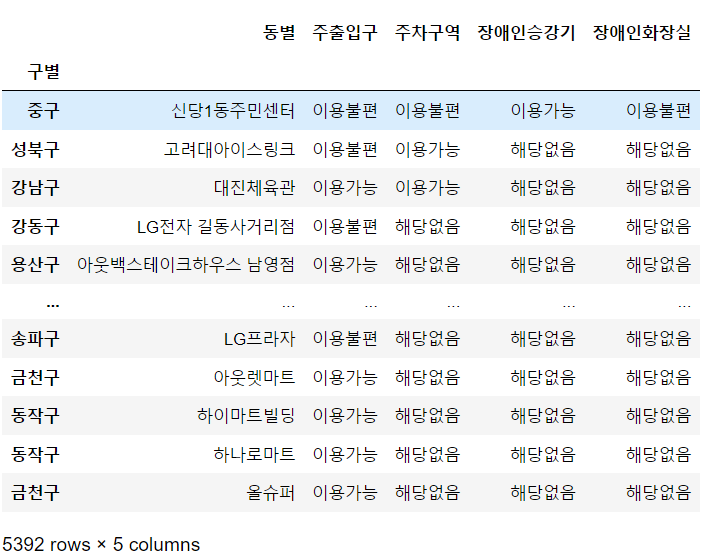 동별 주출입구 주차구역 장애인승강기 장애인화장실
구별
중구 신당1동주민센터 이용불편 이용불편 이용가능 이용불편
성북구 고려대아이스링크 이용불편 이용가능 해당없음 해당없음
강남구 대진체육관 이용가능 이용가능 해당없음 해당없음
강동구 LG전자 길동사거리점 이용불편 해당없음 해당없음 해당없음
용산구 아웃백스테이크하우스 남영점 이용가능 해당없음 해당없음 해당없음
... ... ... ... ... ...
송파구 LG프라자 이용불편 해당없음 해당없음 해당없음
금천구 아웃렛마트 이용가능 해당없음 해당없음 해당없음
동작구 하이마트빌딩 이용가능 해당없음 해당없음 해당없음
동작구 하나로마트 이용가능 해당없음 해당없음 해당없음
금천구 올슈퍼 이용가능 해당없음 해당없음 해당없음
5392 rows × 5 columns